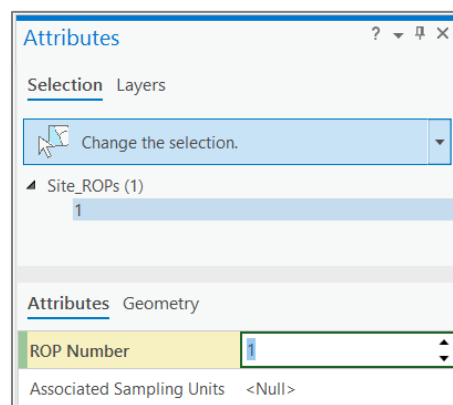 Attributes ?
Selection Layers
Change the selection.
Site_ROPs (1)
1
Attributes Geometry
ROP Number 1
Associated Sampling Units <Null>